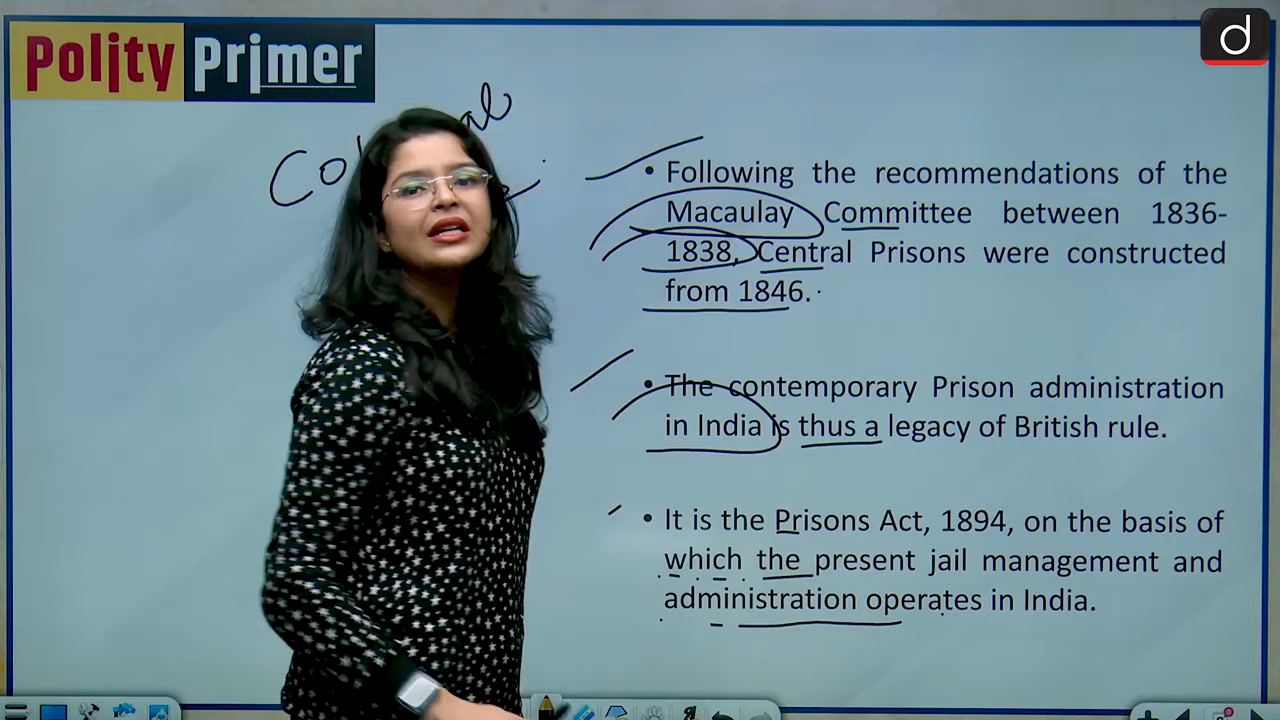 Polity Primer
d
• Following the recommendations of the
Macaulay Committee between 1836-
1838, Central Prisons were constructed
from 1846.
• The contemporary Prison administration
in India is thus a legacy of British rule.
• It is the Prisons Act, 1894, on the basis of
which the present jail management and
administration operates in India.